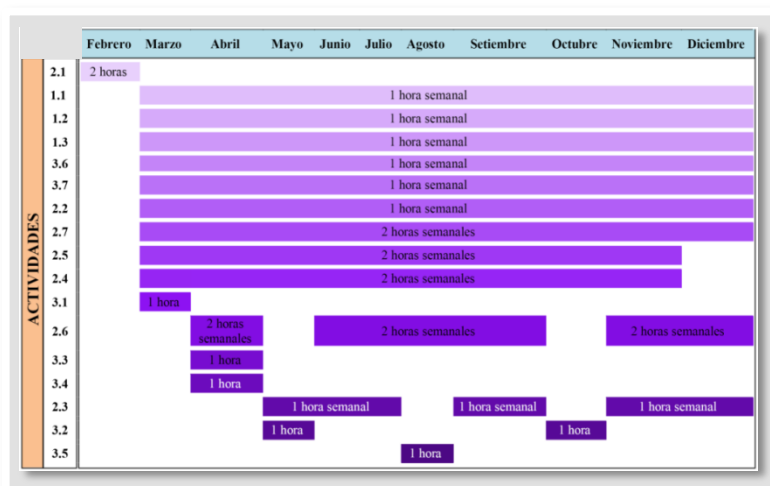 Febrero Marzo Abril Mayo Junio Julio Agosto Setiembre Octubre Noviembre Diciembre
ACTIVIDADES
2.1 2 horas
1.1 1 hora semanal
1.2 1 hora semanal
1.3 1 hora semanal
3.6 1 hora semanal
3.7 1 hora semanal
2.2 1 hora semanal
2.7 2 horas semanales
2.5 2 horas semanales
2.4 2 horas semanales
3.1 1 hora
2.6 2 horas semanales 2 horas semanales 2 horas semanales
3.3 1 hora
3.4 1 hora
2.3 1 hora semanal 1 hora semanal 1 hora semanal
3.2 1 hora 1 hora
3.5 1 hora